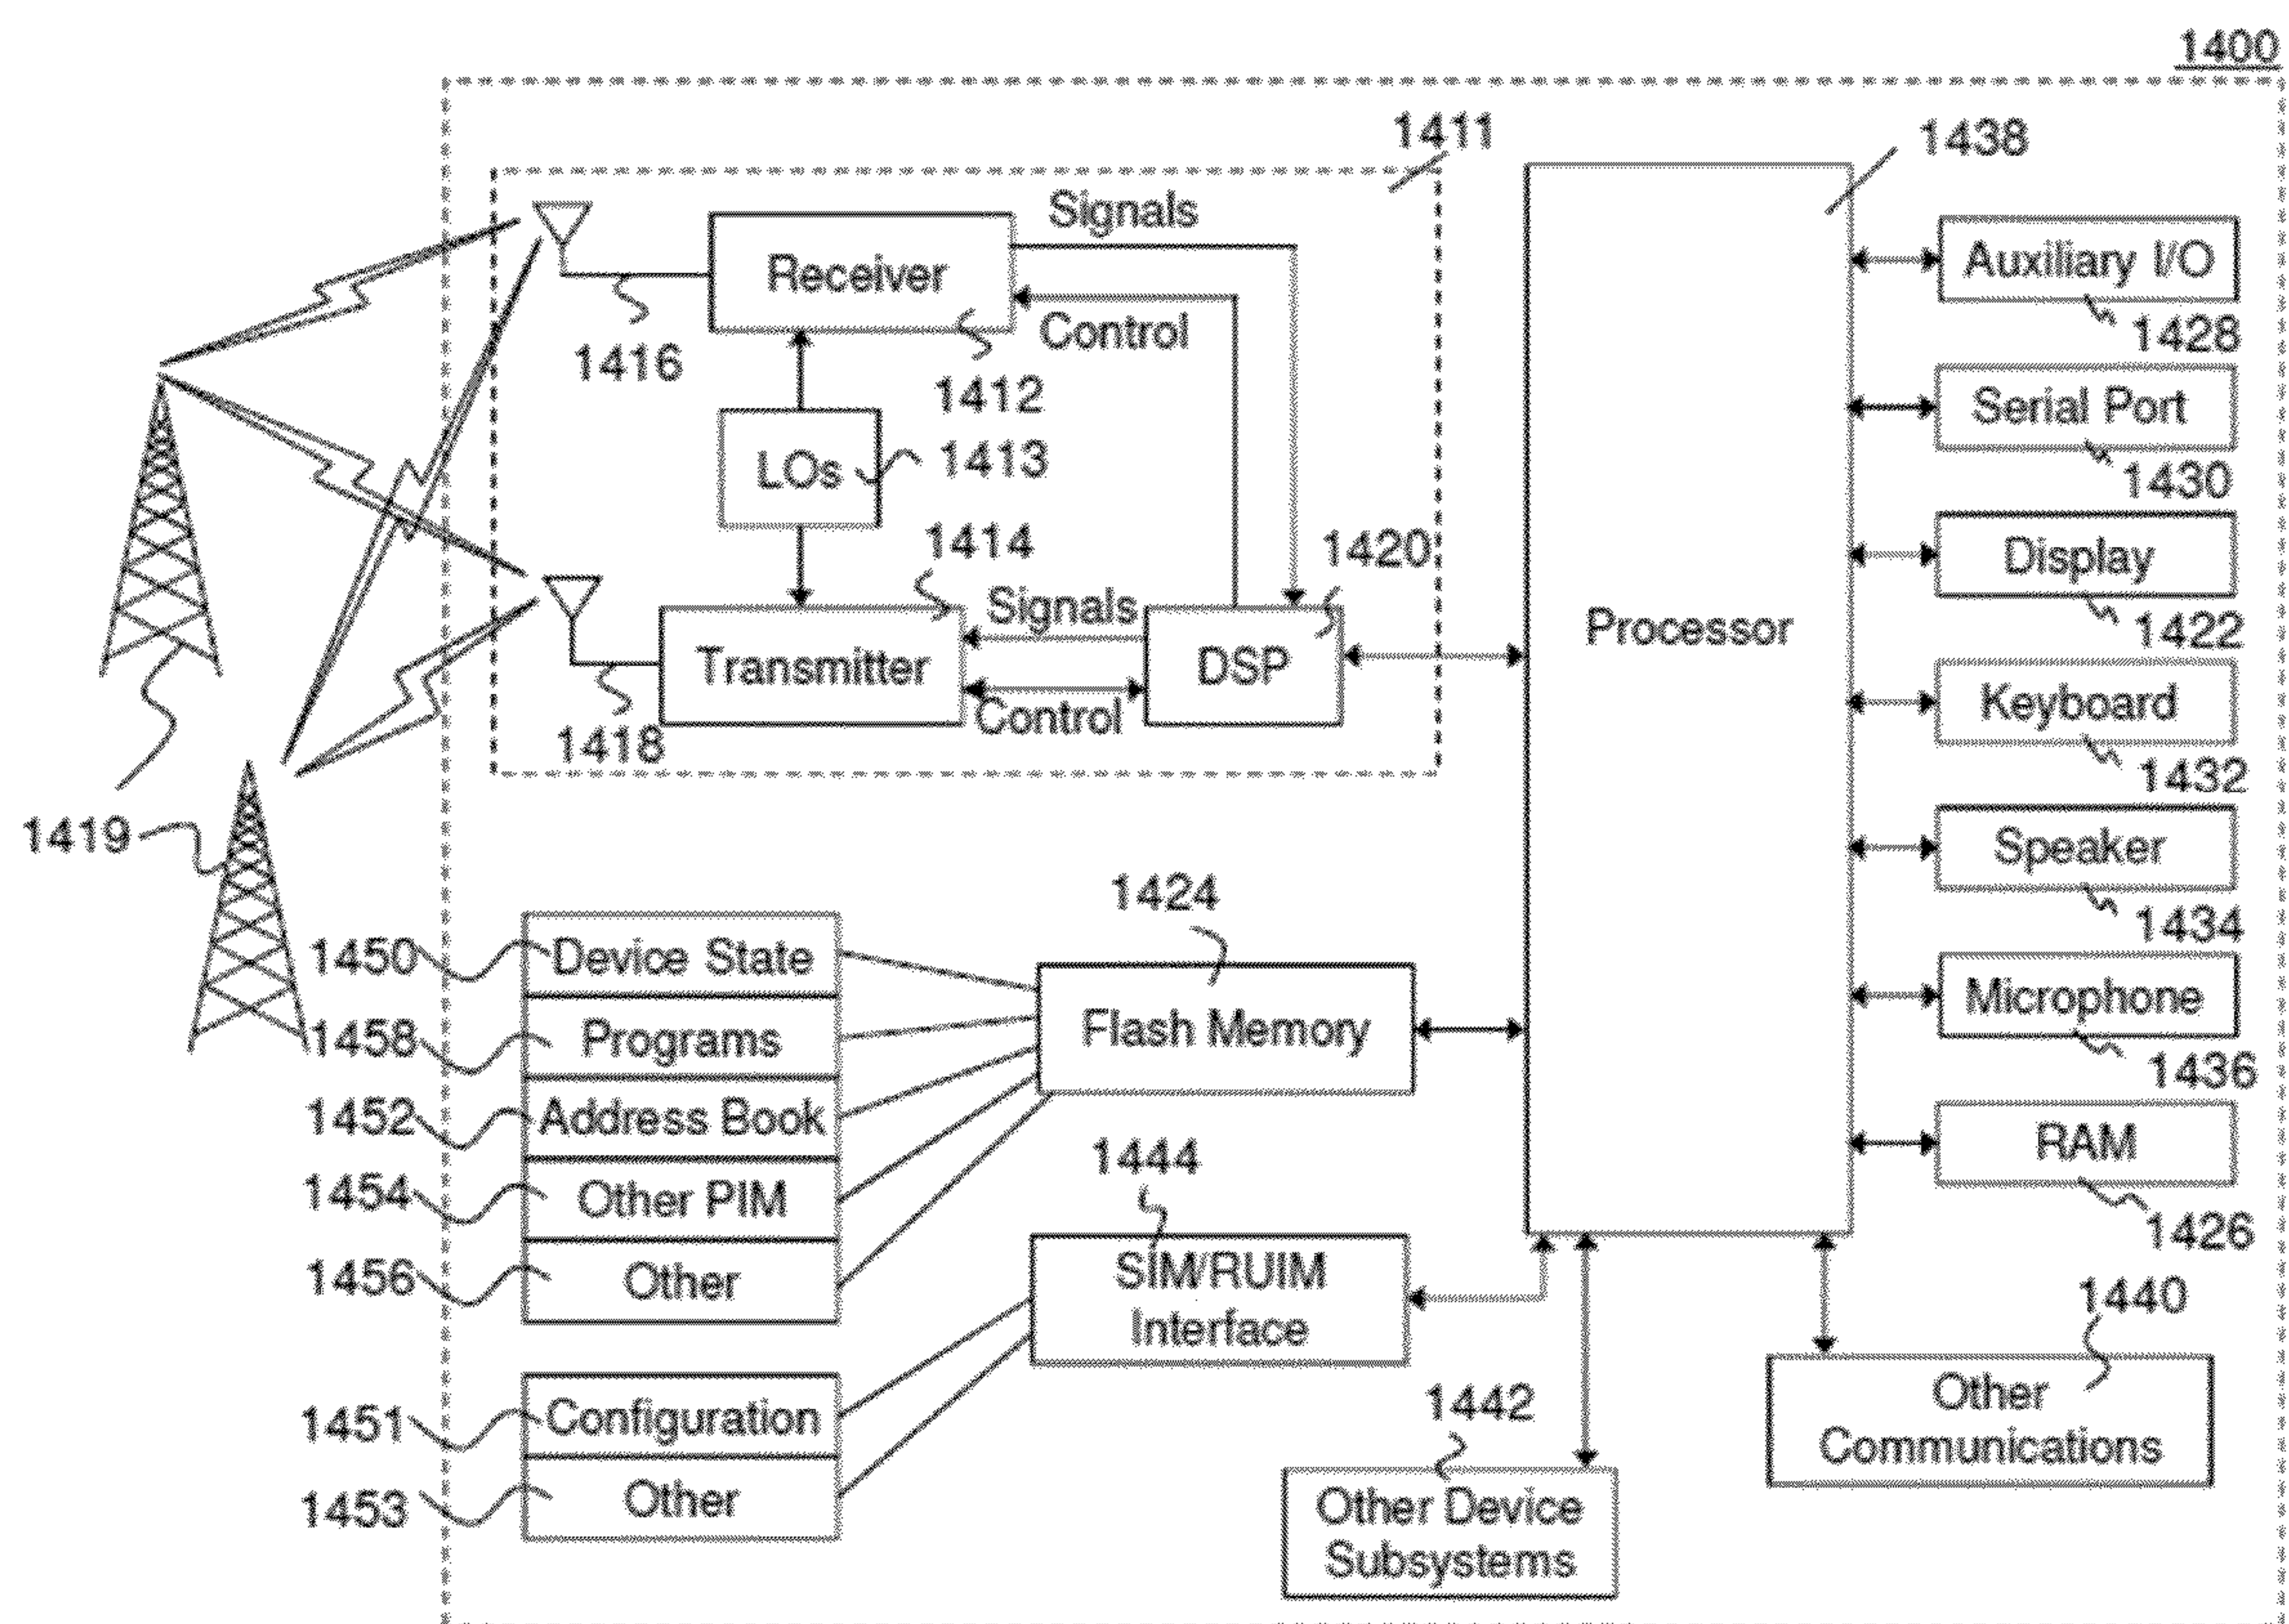 1400
1411
1438
Signals
Receiver
Control
1416
1412
LOs
1413
1414
1420
Signals
Transmitter
DSP
Control
1418
Processor
Auxiliary I/O
1428
Serial Port
1430
Display
1422
Keyboard
1432
Speaker
1434
Microphone
1436
RAM
1426
1419
1424
1450
Device State
1458
Programs
Flash Memory
1452
Address Book
1454
Other PIM
1456
Other
1444
SIM/RUIM
Interface
1451
Configuration
1453
Other
1442
Other Device
Subsystems
1440
Other
Communications